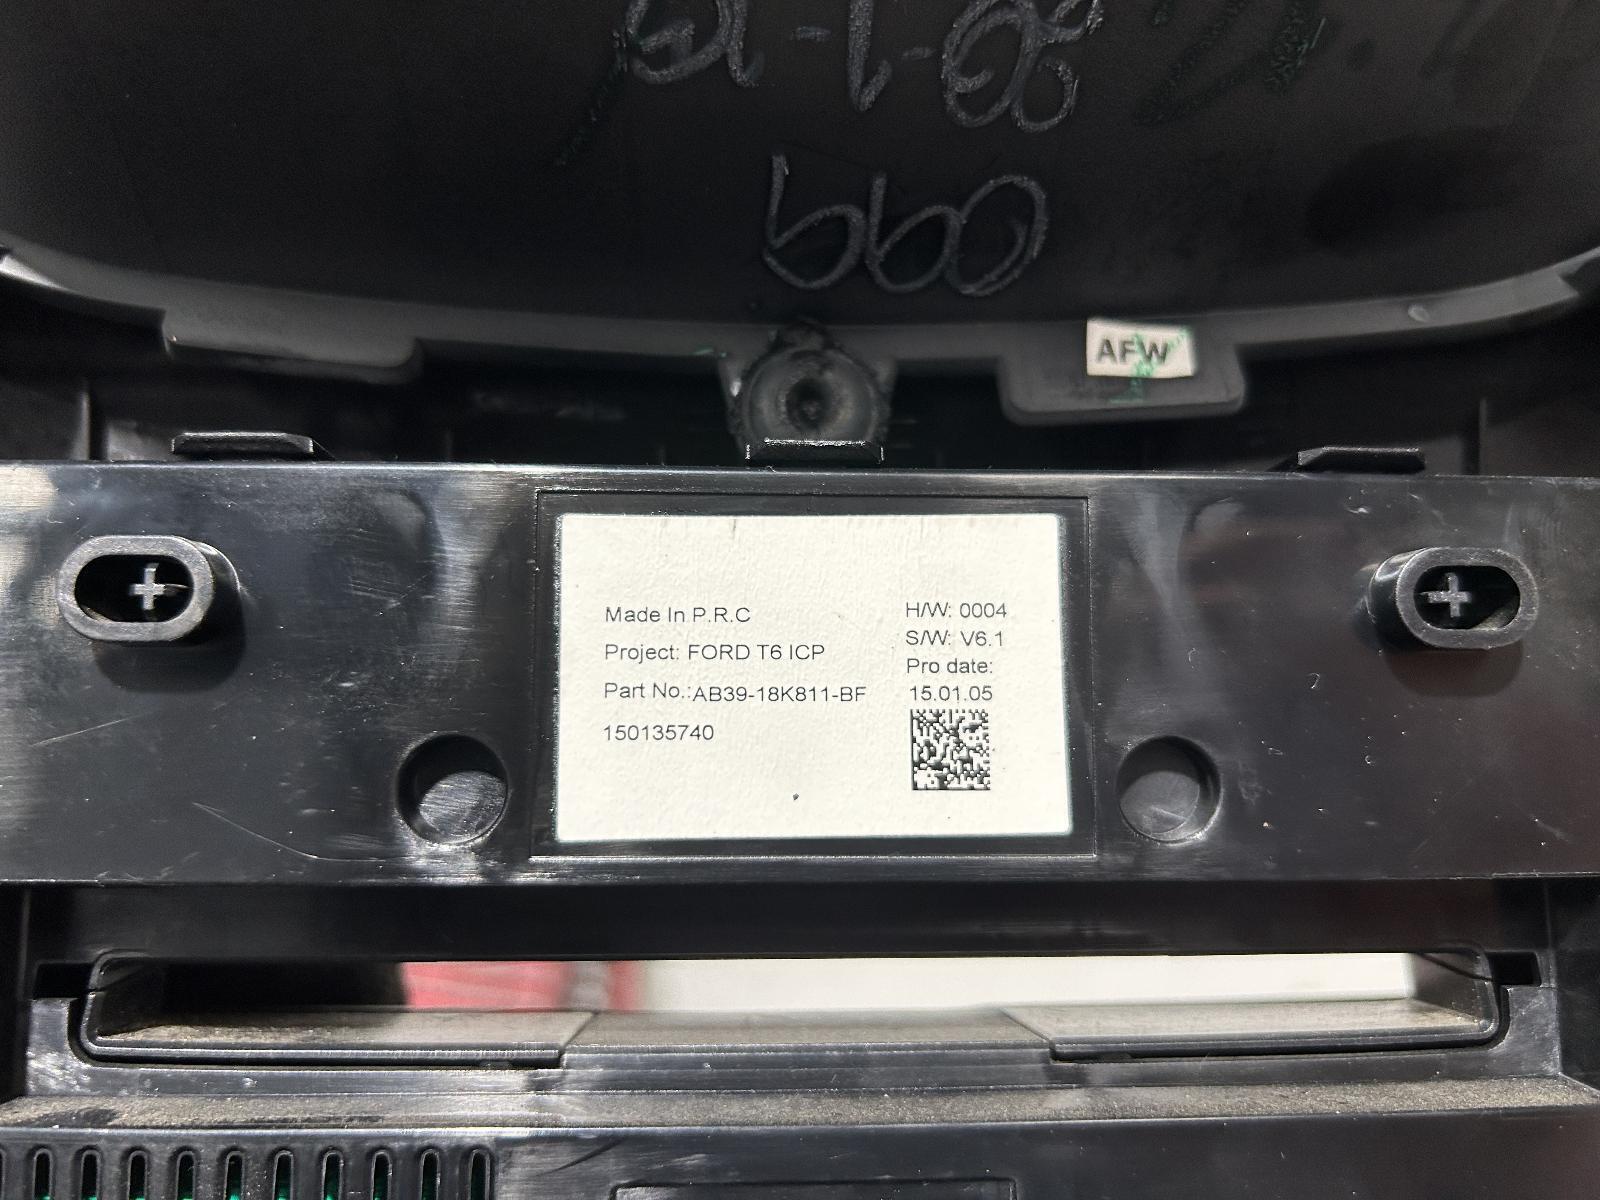 AFW
Made In P.R.C
Project: FORD T6 ICP
Part No.:AB39-18K811-BF
150135740
H/W: 0004
S/W: V6.1
Pro date:
15.01.05